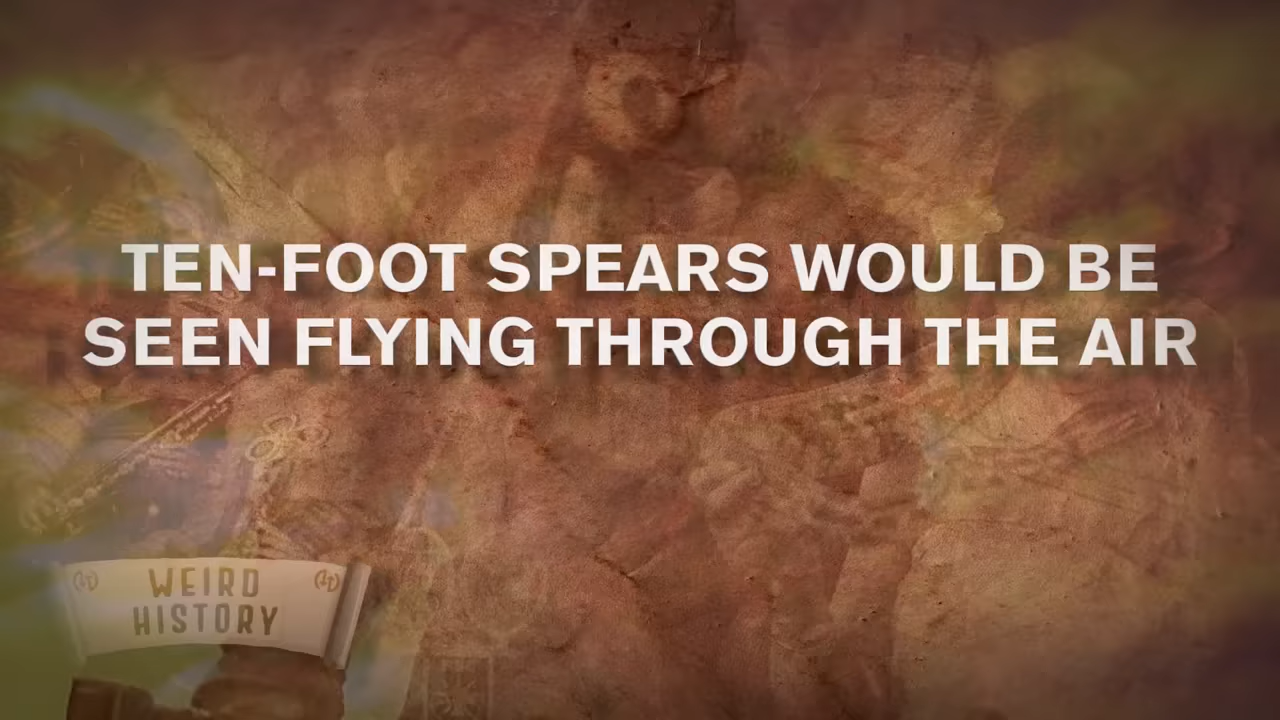 TEN-FOOT SPEARS WOULD BE
SEEN FLYING THROUGH THE AIR
WEIRD
HISTORY